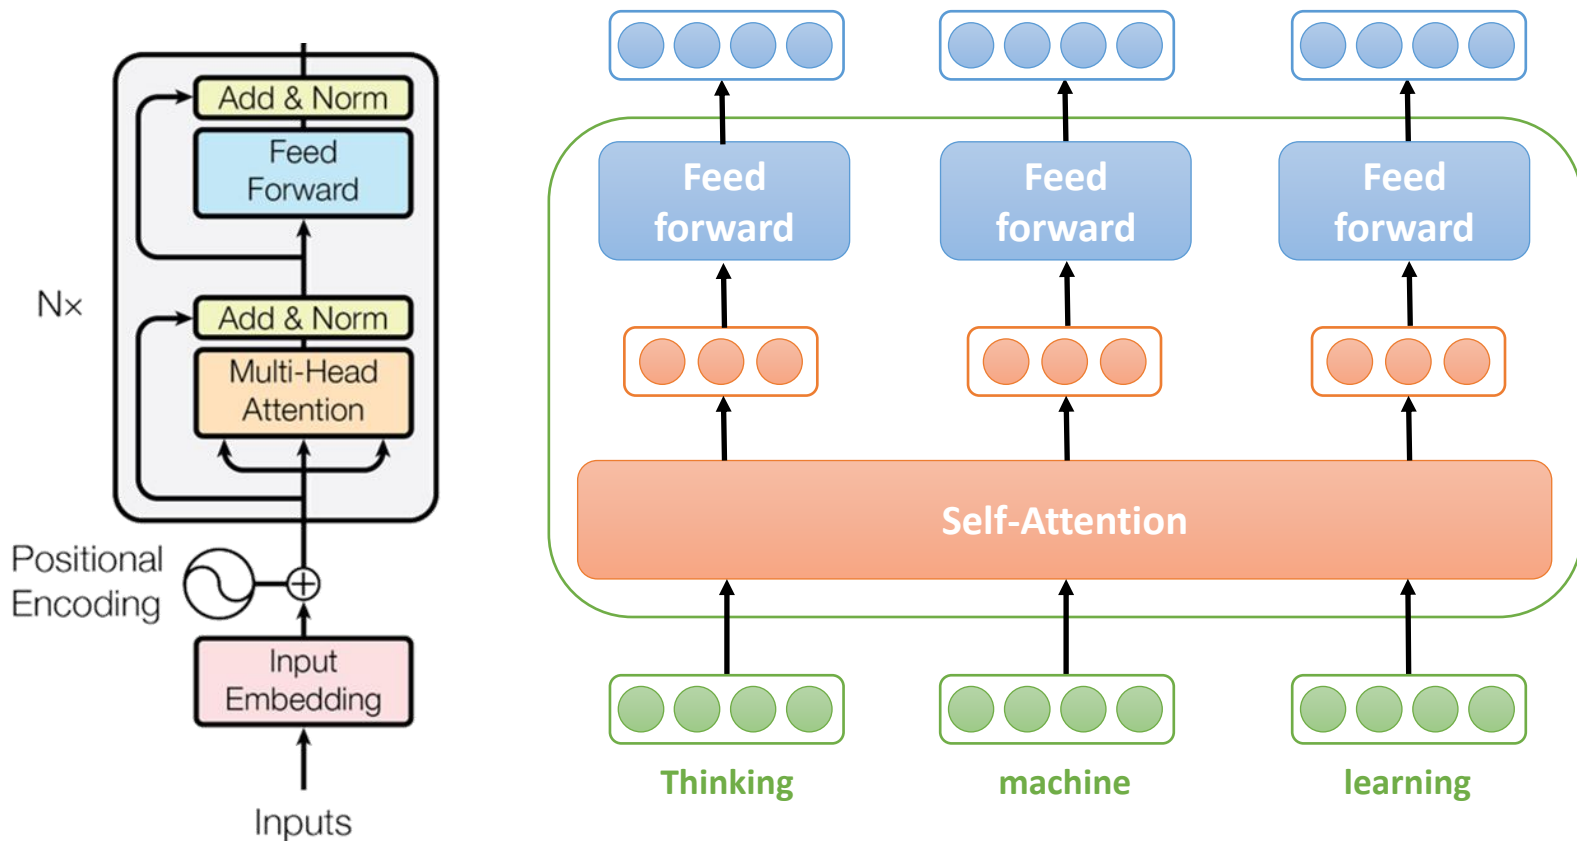 Add & Norm
Feed
Forward
Nx
Add & Norm
Multi-Head
Attention
Positional
Encoding
Input
Embedding
Inputs
Feed
forward
Feed
forward
Feed
forward
Self-Attention
Thinking
machine
learning